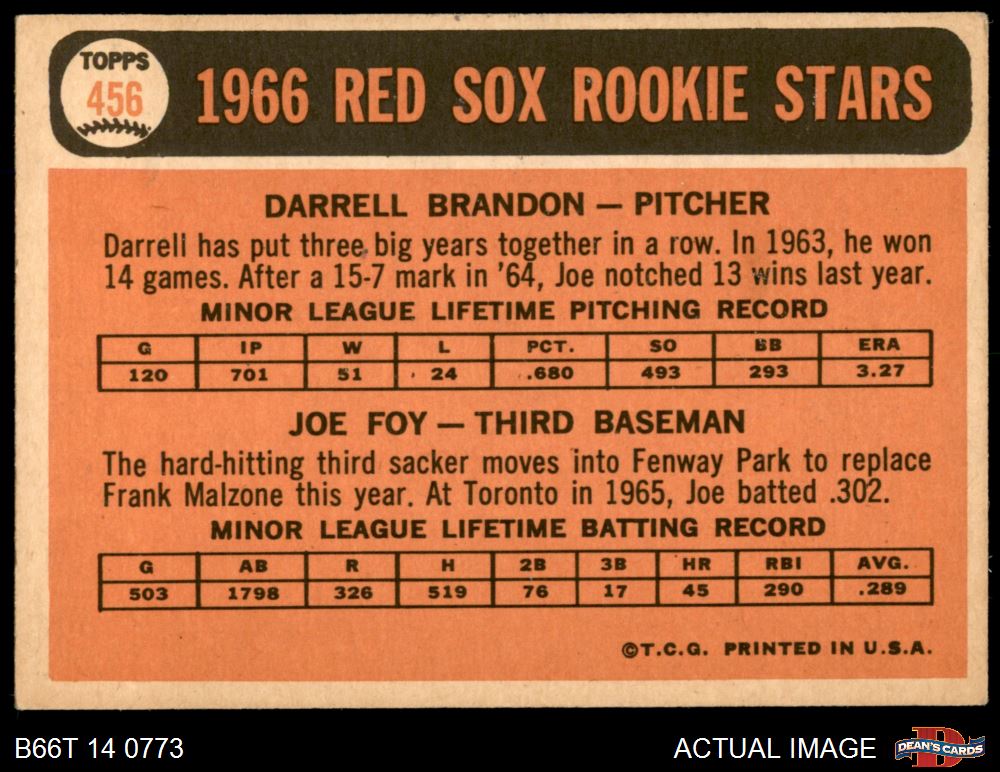 TOPPS
456
1966 RED SOX ROOKIE STARS
DARRELL BRANDON — PITCHER
Darrell has put three big years together in a row. In 1963, he won
14 games. After a 15-7 mark in '64, Joe notched 13 wins last year.
MINOR LEAGUE LIFETIME PITCHING RECORD
G IP W L PCT. SO BB ERA
120 701 51 24 .680 493 293 3.27
JOE FOY — THIRD BASEMAN
The hard-hitting third sacker moves into Fenway Park to replace
Frank Malzone this year. At Toronto in 1965, Joe batted .302.
MINOR LEAGUE LIFETIME BATTING RECORD
G AB R H 2B 3B HR RBI AVG.
503 1798 326 519 76 17 45 290 .289
©T.C.G. PRINTED IN U.S.A.
B66T 14 0773 ACTUAL IMAGE DEAN'S CARDS